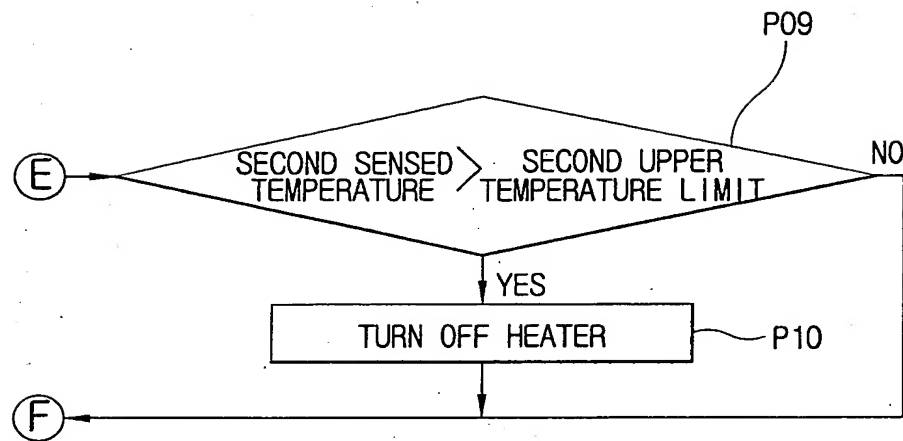 P09
E
SECOND SENSED TEMPERATURE > SECOND UPPER TEMPERATURE LIMIT
NO
YES
TURN OFF HEATER
P10
F